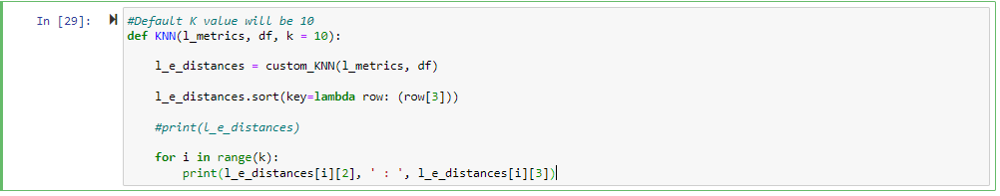 In [29]: #Default K value will be 10
def KNN(l_metrics, df, k = 10):
l_e_distances = custom_KNN(l_metrics, df)
l_e_distances.sort(key=lambda row: (row[3]))
#print(l_e_distances)
for i in range(k):
print(l_e_distances[i][2], ' : ', l_e_distances[i][3])